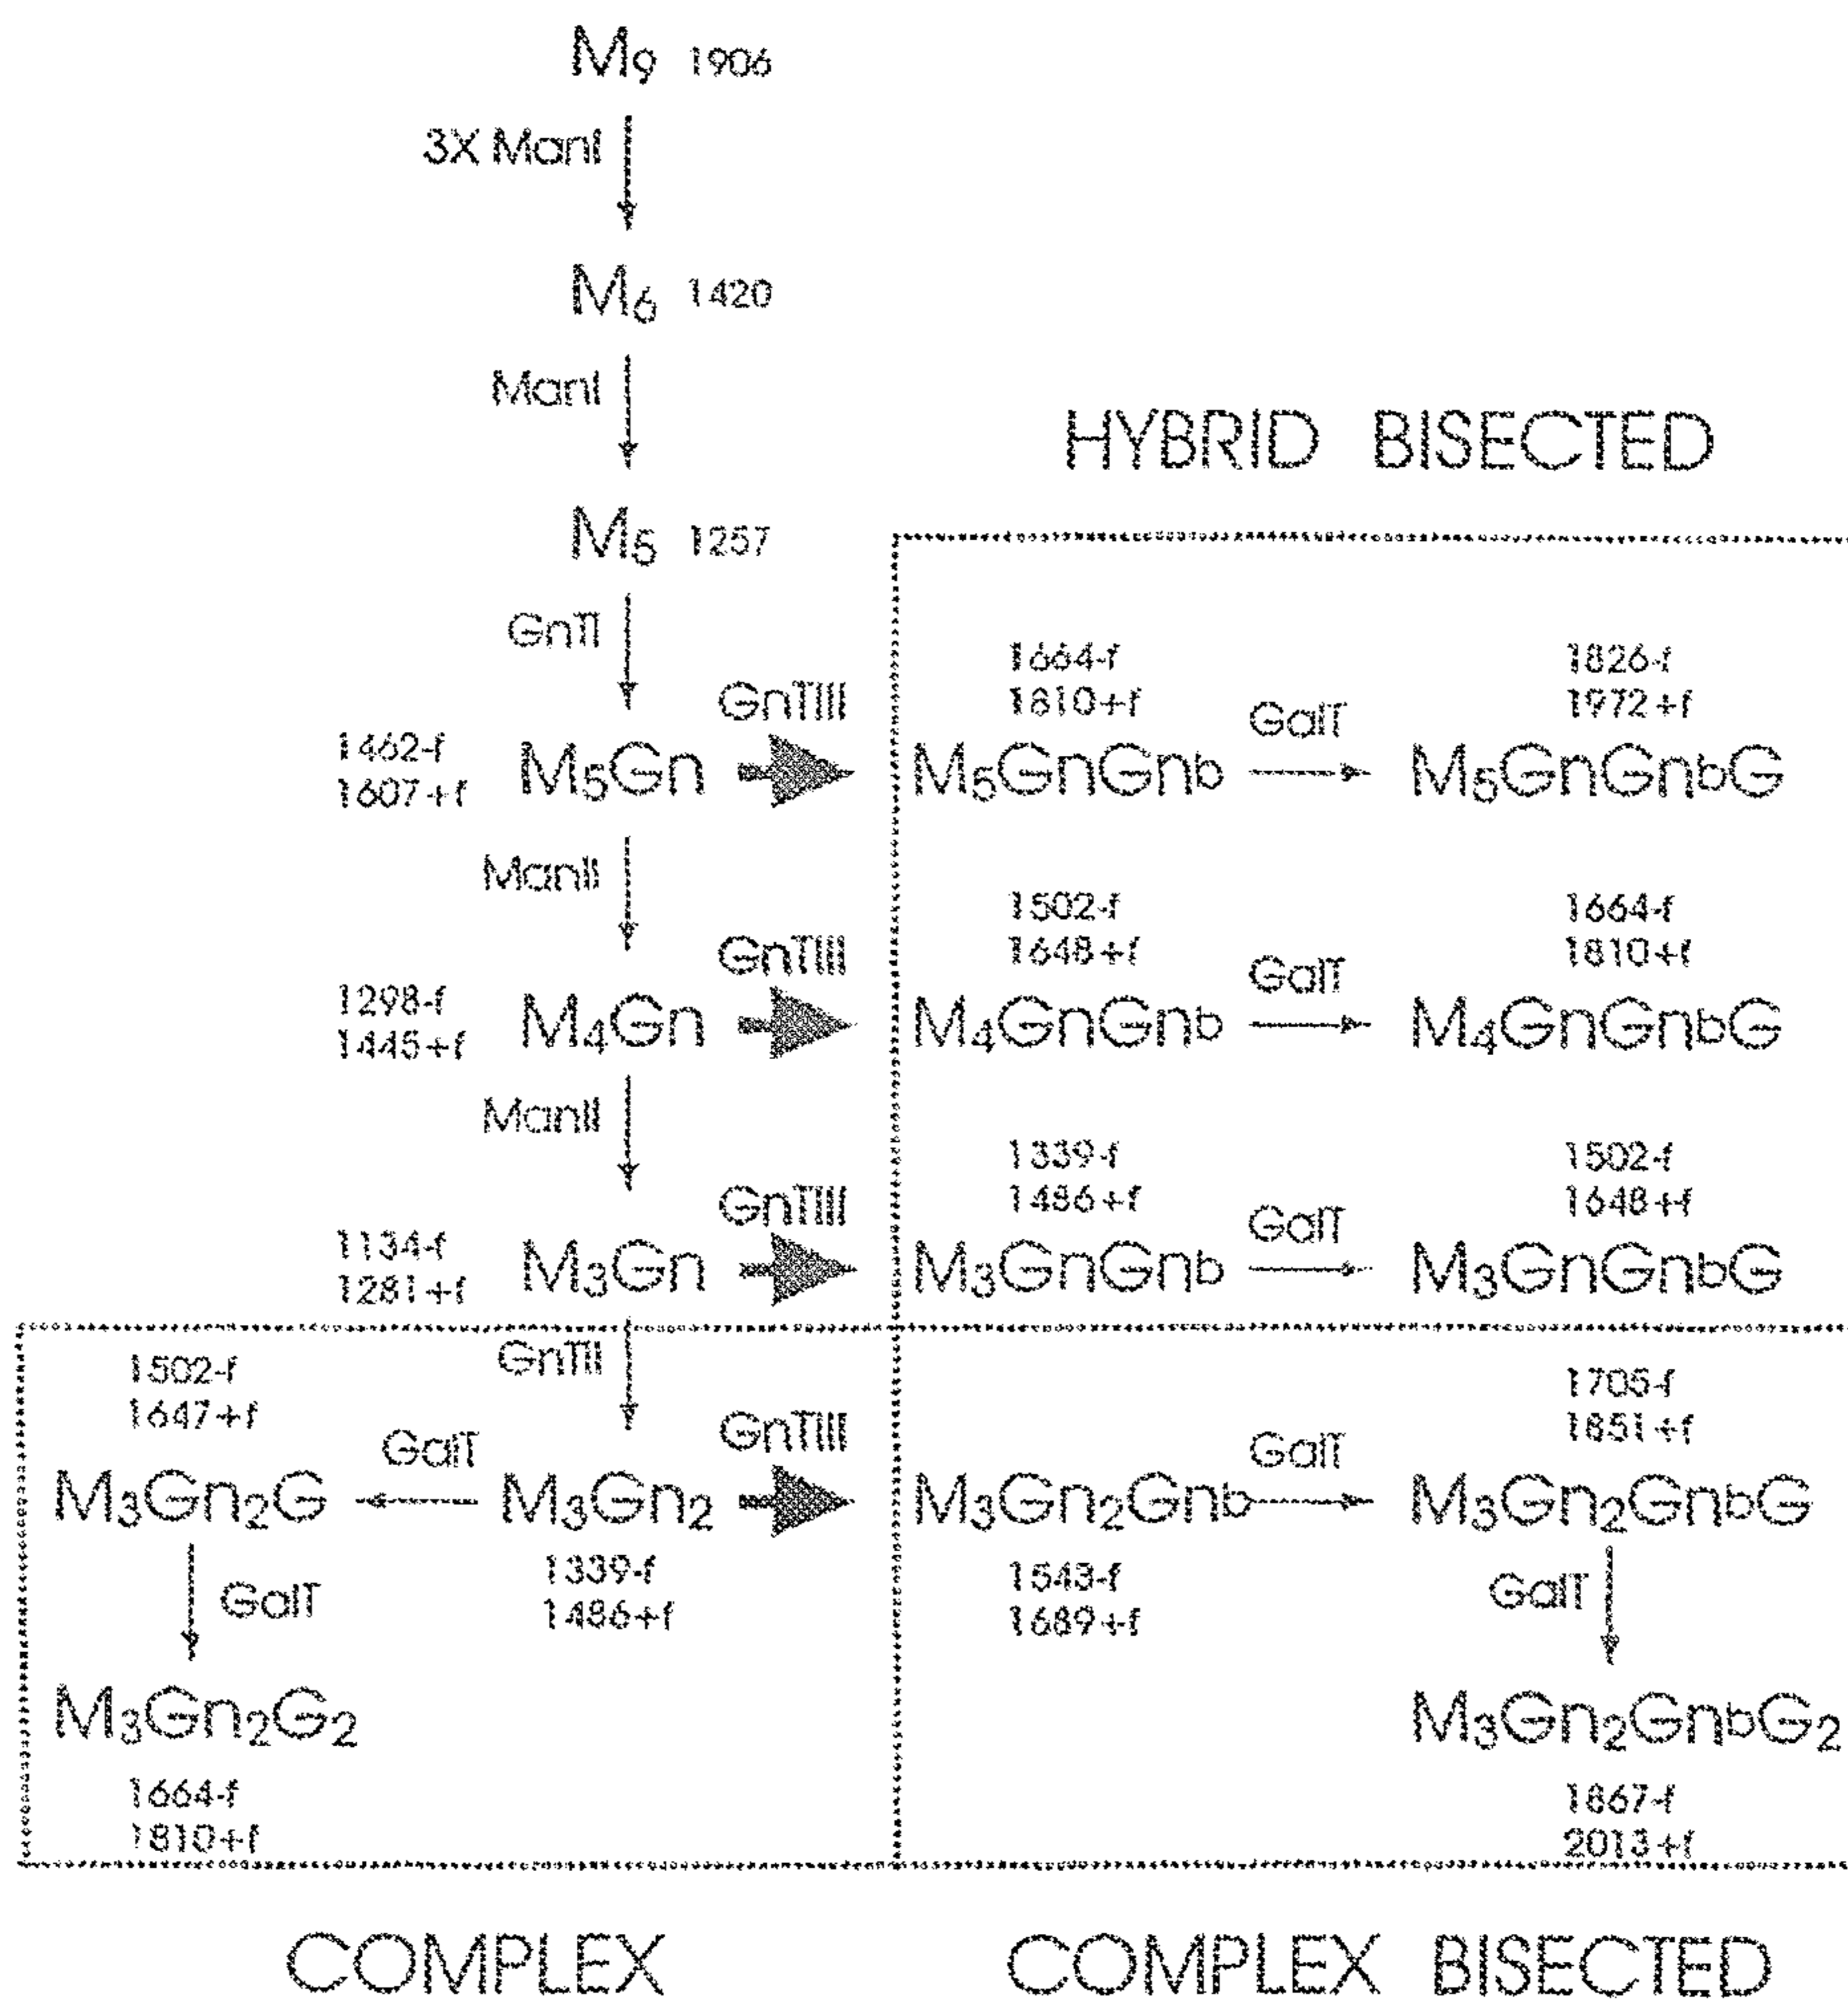 M9 1906
3X ManI
M6 1420
ManI
HYBRID BISECTED
M5 1257
GnTI
1664-f
1810+f
1826-f
1972+f
GnTIII
GalT
1462-f
1607+f
M5Gn
M5GnGnb
M5GnGnbG
ManII
1502-f
1648+f
1664-f
1810+f
GnTIII
GalT
1298-f
1445+f
M4Gn
M4GnGnb
M4GnGnbG
ManII
1339-f
1486+f
1502-f
1648+f
GnTIII
GalT
1134-f
1281+f
M3Gn
M3GnGnb
M3GnGnbG
GnTII
1502-f
1647+f
1705-f
1851+f
GalT
GnTIII
GalT
M3Gn2G
M3Gn2
M3Gn2Gnb
M3Gn2GnbG
1339-f
1486+f
1543-f
1689+f
GalT
GalT
M3Gn2G2
M3Gn2GnbG2
1664-f
1810+f
1867-f
2013+f
COMPLEX
COMPLEX BISECTED